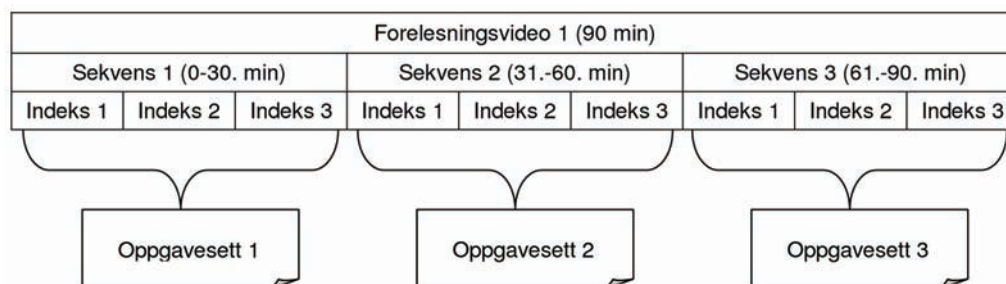 Forelesningsvideo 1 (90 min)
Sekvens 1 (0-30. min) Sekvens 2 (31.-60. min) Sekvens 3 (61.-90. min)
Indeks 1 Indeks 2 Indeks 3 Indeks 1 Indeks 2 Indeks 3 Indeks 1 Indeks 2 Indeks 3
Oppgavesett 1 Oppgavesett 2 Oppgavesett 3